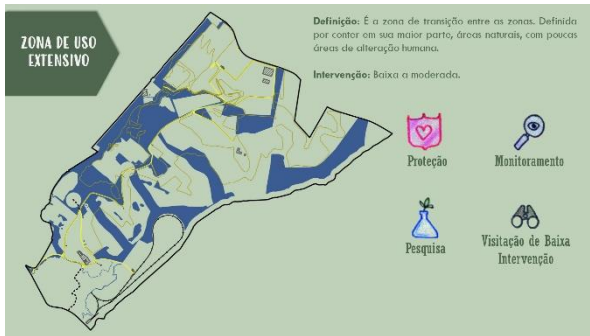 ZONA DE USO
EXTENSIVO
Definição: É a zona de transição entre as zonas. Definida
por contor em sua maior parte, áreas naturais, com poucas
áreas de alteração humana.
Intervenção: Baixa a moderada.
Proteção
Monitoramento
Pesquisa
Visitação de Baixa
Intervenção